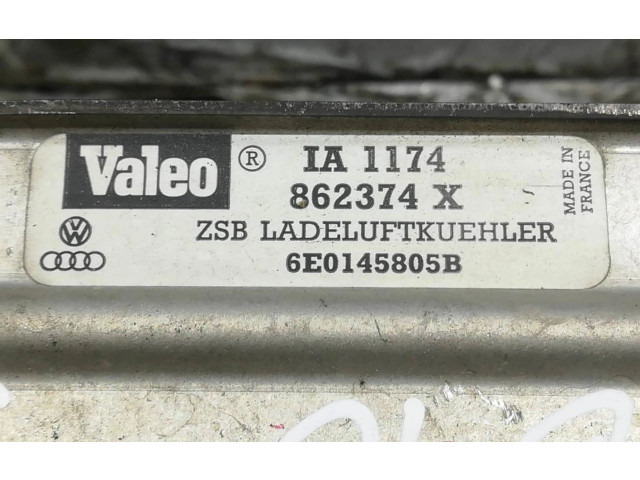 Valeo ® IA 1174
862374 X
ZSB LADELUFTKUEHLER
6E0145805B
MADE IN
FRANCE